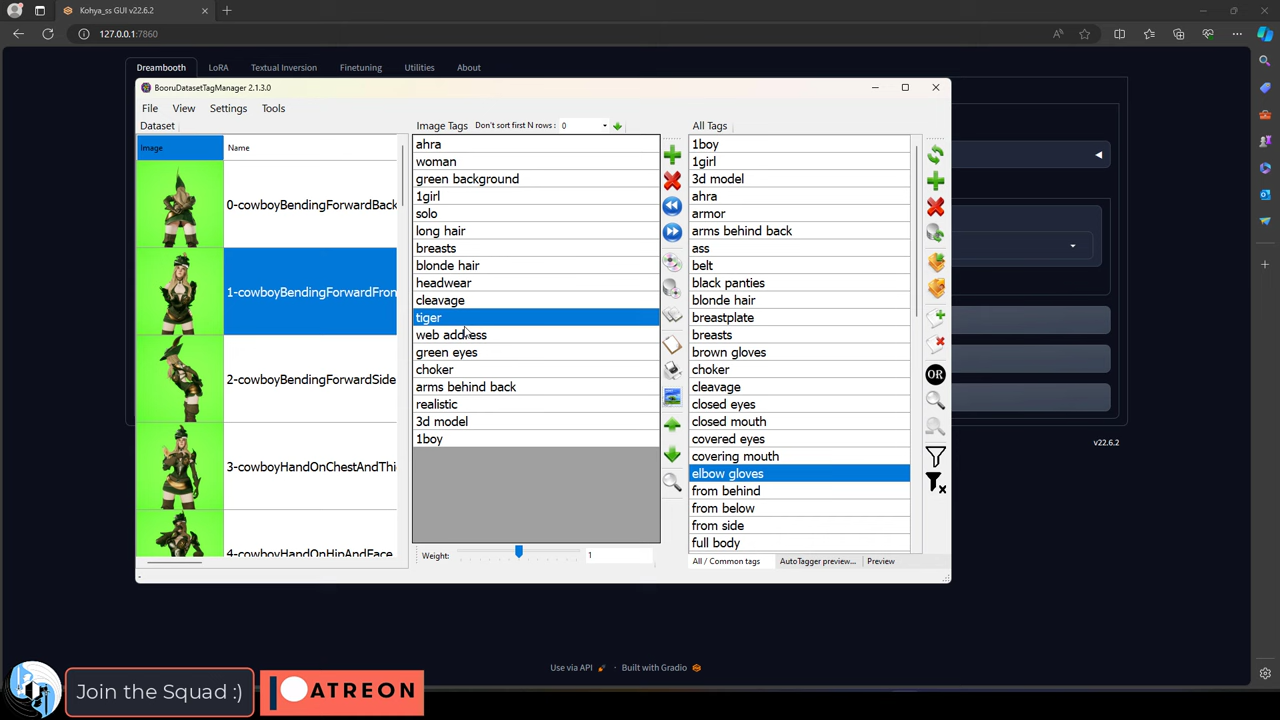 Kohya_ss GUI v22.6.2
127.0.0.1:7860
Dreambooth LoRA Textual Inversion Finetuning Utilities About
BooruDatasetTagManager 2.1.3.0
File View Settings Tools
Dataset
Image Name
0-cowboyBendingForwardBack
1-cowboyBendingForwardFron
2-cowboyBendingForwardSide
3-cowboyHandOnChestAndThi
4-cowboyHandOnHipAndFace
Image Tags Don't sort first N rows : 0
ahra
woman
green background
1girl
solo
long hair
breasts
blonde hair
headwear
cleavage
tiger
web address
green eyes
choker
arms behind back
realistic
3d model
1boy
Weight: 1
All Tags
1boy
1girl
3d model
ahra
armor
arms behind back
ass
belt
black panties
blonde hair
breastplate
breasts
brown gloves
choker
cleavage
closed eyes
closed mouth
covered eyes
covering mouth
elbow gloves
from behind
from below
from side
full body
OR
All / Common tags AutoTagger preview... Preview
v22.6.2
Use via API · Built with Gradio
Join the Squad :)
PATREON